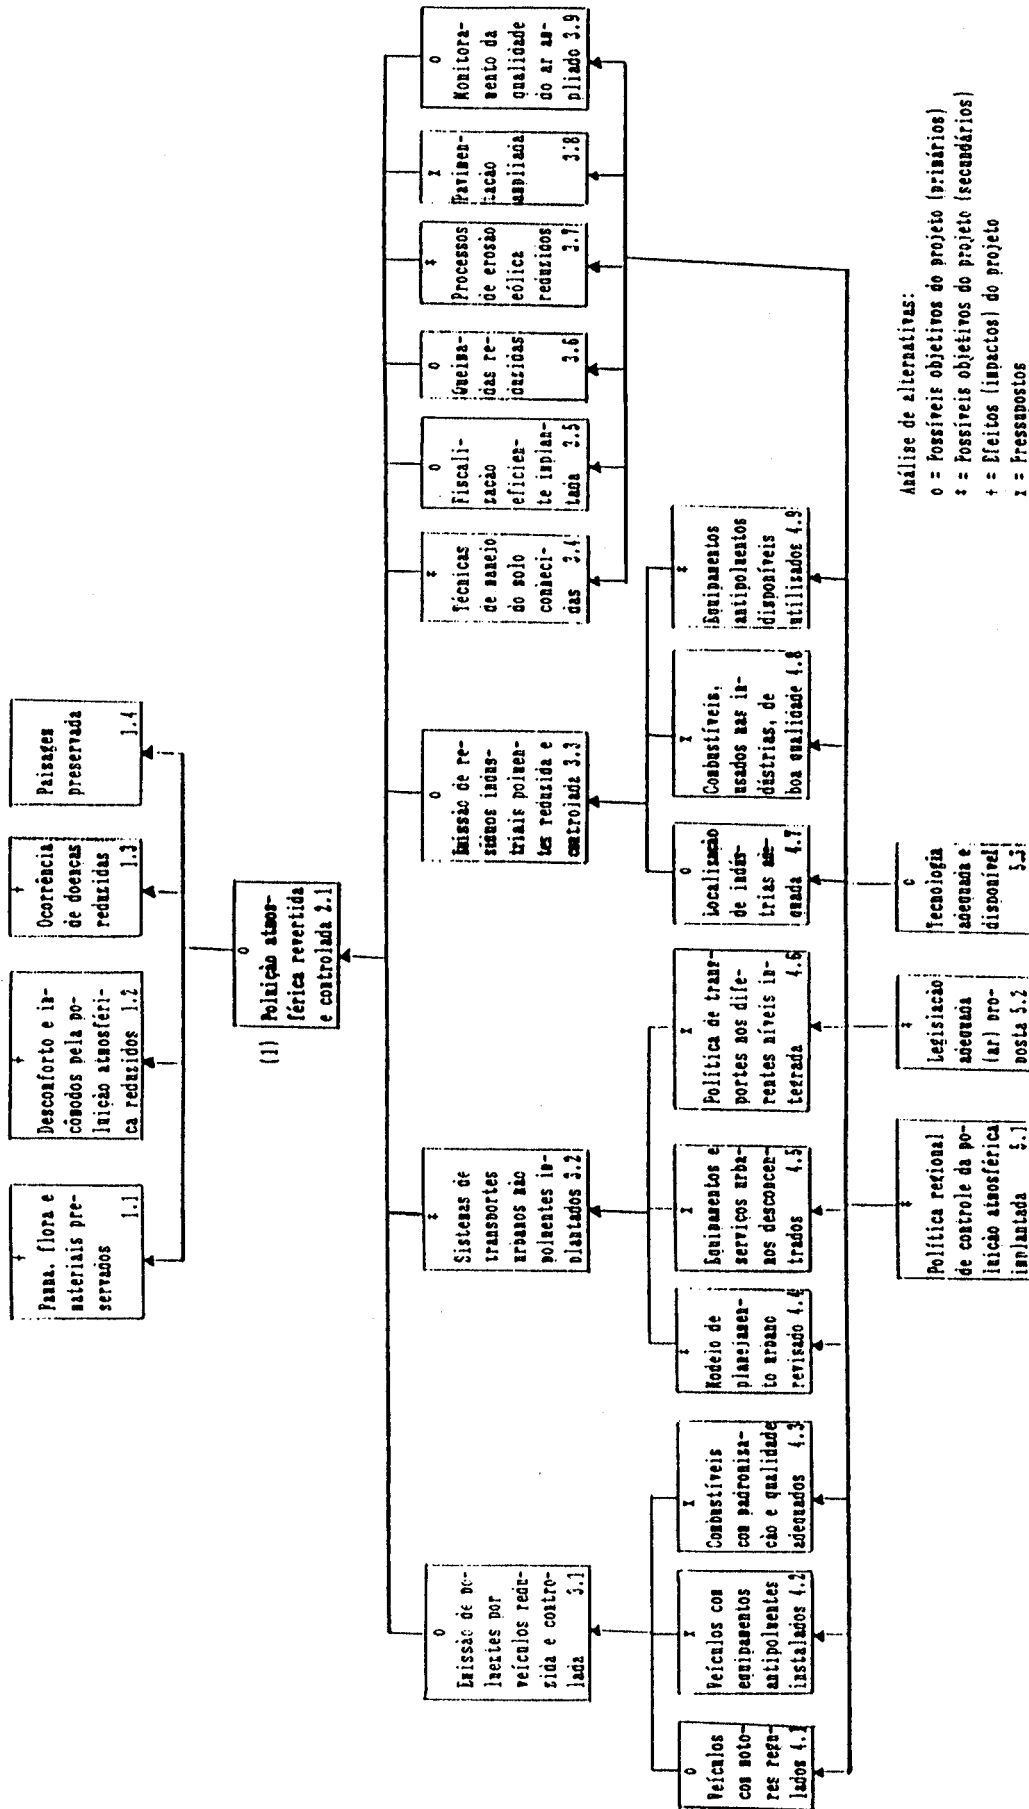 +
Fauna, flora e
materiais pre-
servados 1.1
+
Desconforto e in-
cômodos pela po-
luição atmosféri-
ca reduzidos 1.2
+
Ocorrência
de doenças
reduzidas
1.3
+
Paisagem
preservada
1.4
(1)
o
Poluição atmos-
férica revertida
e controlada 2.1
o
Emissão de po-
luentes por
veículos redu-
zida e contro-
lada 3.1
‡
Sistemas de
transportes
urbanos não
poluentes im-
plantados 3.2
o
Emissão de re-
síduos indus-
triais poluen-
tes reduzida e
controlada 3.3
‡
Técnicas
de manejo
do solo
conheci-
das 3.4
o
Fiscali-
zacao
eficien-
te implan-
tada 3.5
o
Queima-
das re-
duzidas
3.6
‡
Processos
de erosão
eólica
reduzidos
3.7
x
Pavimen-
tacao
ampliada
3.8
o
Monitora-
mento da
qualidade
do ar am-
pliado 3.9
o
Veículos
com moto-
res regu-
lados 4.1
x
Veículos com
equipamentos
antipoluentes
instalados 4.2
x
Combustíveis
com padroniza-
cão e qualidade
adequados 4.3
‡
Modelo de
planejamen-
to urbano
revisado 4.4
x
Equipamentos e
serviços urba-
nos desconcen-
trados 4.5
x
Política de trans-
portes nos dife-
rentes níveis in-
tegrada 4.6
o
Localização
de indús-
trias ade-
quada 4.7
x
Combustíveis,
usados nas in-
dústrias, de
boa qualidade 4.8
‡
Equipamentos
antipoluentes
disponíveis
utilizados 4.9
‡
Política regional
de controle da po-
luicão atmosférica
implantada 5.1
‡
Legislacão
adequada
(ar) pro-
posta 5.2
o
Tecnologia
adequada e
disponível
5.3
Análise de alternativas:
o = Possíveis objetivos do projeto (primários)
‡ = Possíveis objetivos do projeto (secundários)
+ = Efeitos (impactos) do projeto
x = Pressupostos